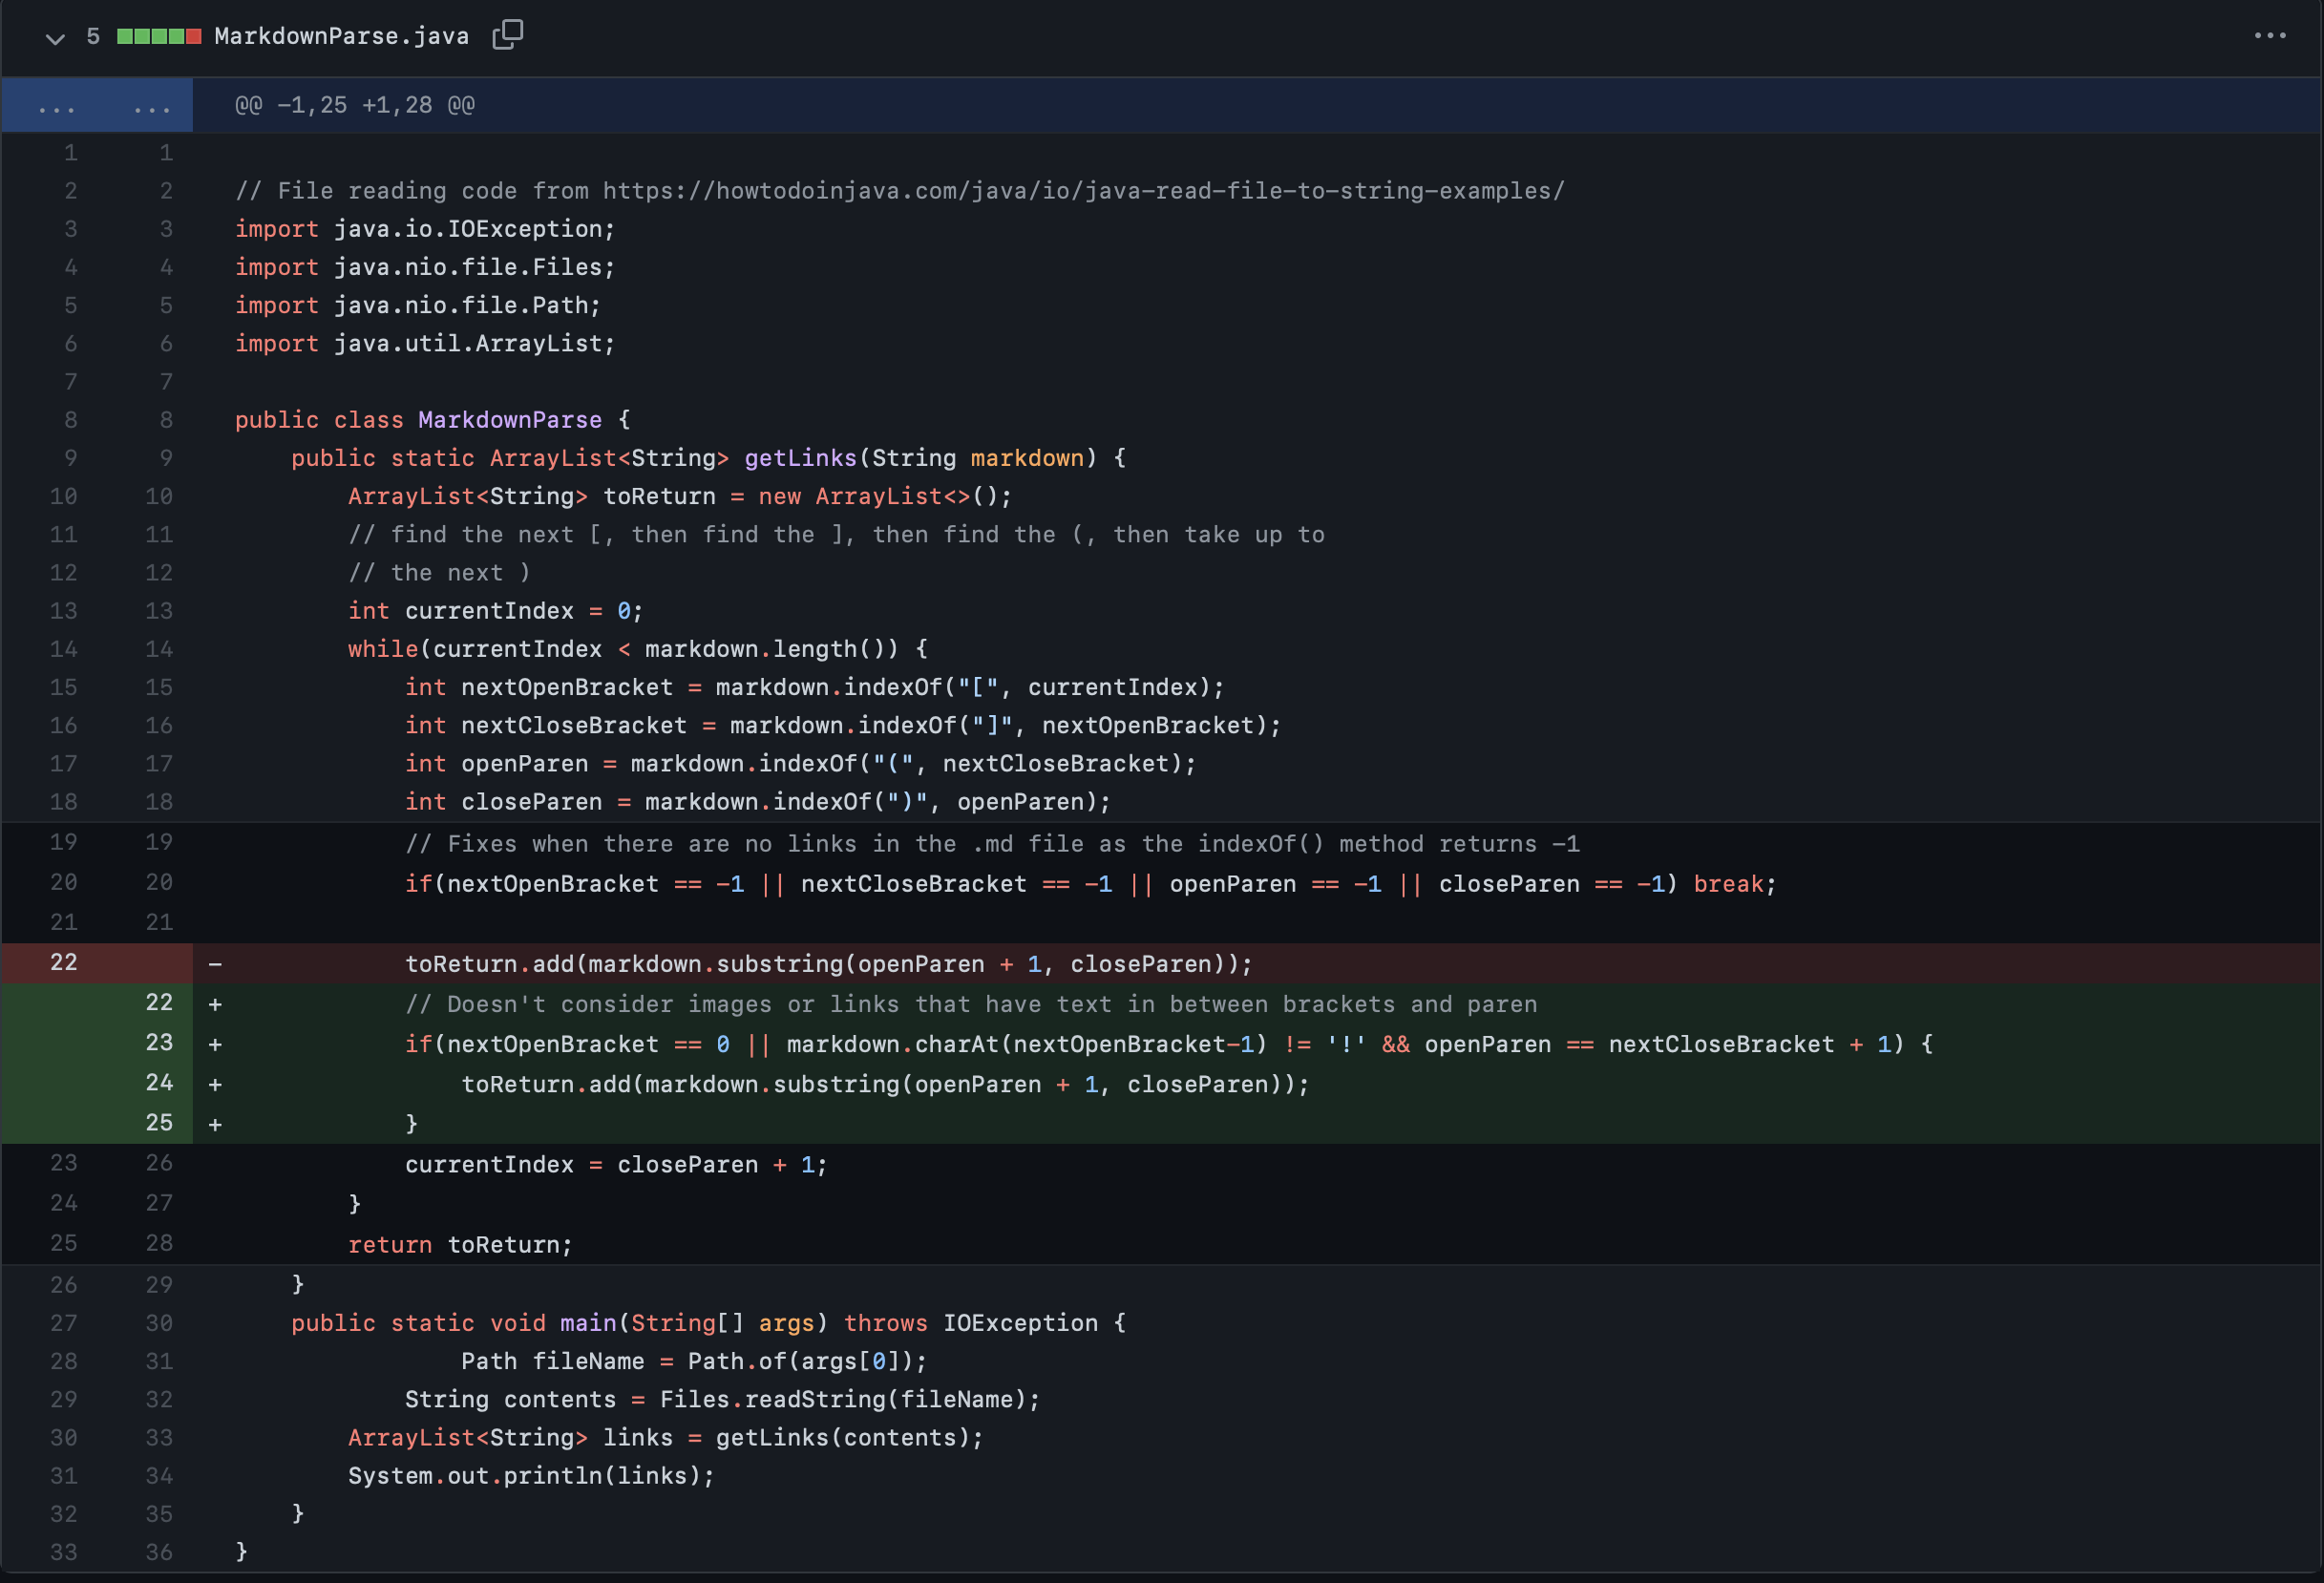 5 MarkdownParse.java ...
... ... @@ -1,25 +1,28 @@
1 1
2 2 // File reading code from https://howtodoinjava.com/java/io/java-read-file-to-string-examples/
3 3 import java.io.IOException;
4 4 import java.nio.file.Files;
5 5 import java.nio.file.Path;
6 6 import java.util.ArrayList;
7 7
8 8 public class MarkdownParse {
9 9     public static ArrayList<String> getLinks(String markdown) {
10 10         ArrayList<String> toReturn = new ArrayList<>();
11 11         // find the next [, then find the ], then find the (, then take up to
12 12         // the next )
13 13         int currentIndex = 0;
14 14         while(currentIndex < markdown.length()) {
15 15             int nextOpenBracket = markdown.indexOf("[", currentIndex);
16 16             int nextCloseBracket = markdown.indexOf("]", nextOpenBracket);
17 17             int openParen = markdown.indexOf("(", nextCloseBracket);
18 18             int closeParen = markdown.indexOf(")", openParen);
19 19             // Fixes when there are no links in the .md file as the indexOf() method returns -1
20 20             if(nextOpenBracket == -1 || nextCloseBracket == -1 || openParen == -1 || closeParen == -1) break;
21 21
22 -             toReturn.add(markdown.substring(openParen + 1, closeParen));
22 +             // Doesn't consider images or links that have text in between brackets and paren
23 +             if(nextOpenBracket == 0 || markdown.charAt(nextOpenBracket-1) != '!' && openParen == nextCloseBracket + 1) {
24 +                 toReturn.add(markdown.substring(openParen + 1, closeParen));
25 +             }
23 26             currentIndex = closeParen + 1;
24 27         }
25 28         return toReturn;
26 29     }
27 30     public static void main(String[] args) throws IOException {
28 31                 Path fileName = Path.of(args[0]);
29 32             String contents = Files.readString(fileName);
30 33         ArrayList<String> links = getLinks(contents);
31 34         System.out.println(links);
32 35     }
33 36 }